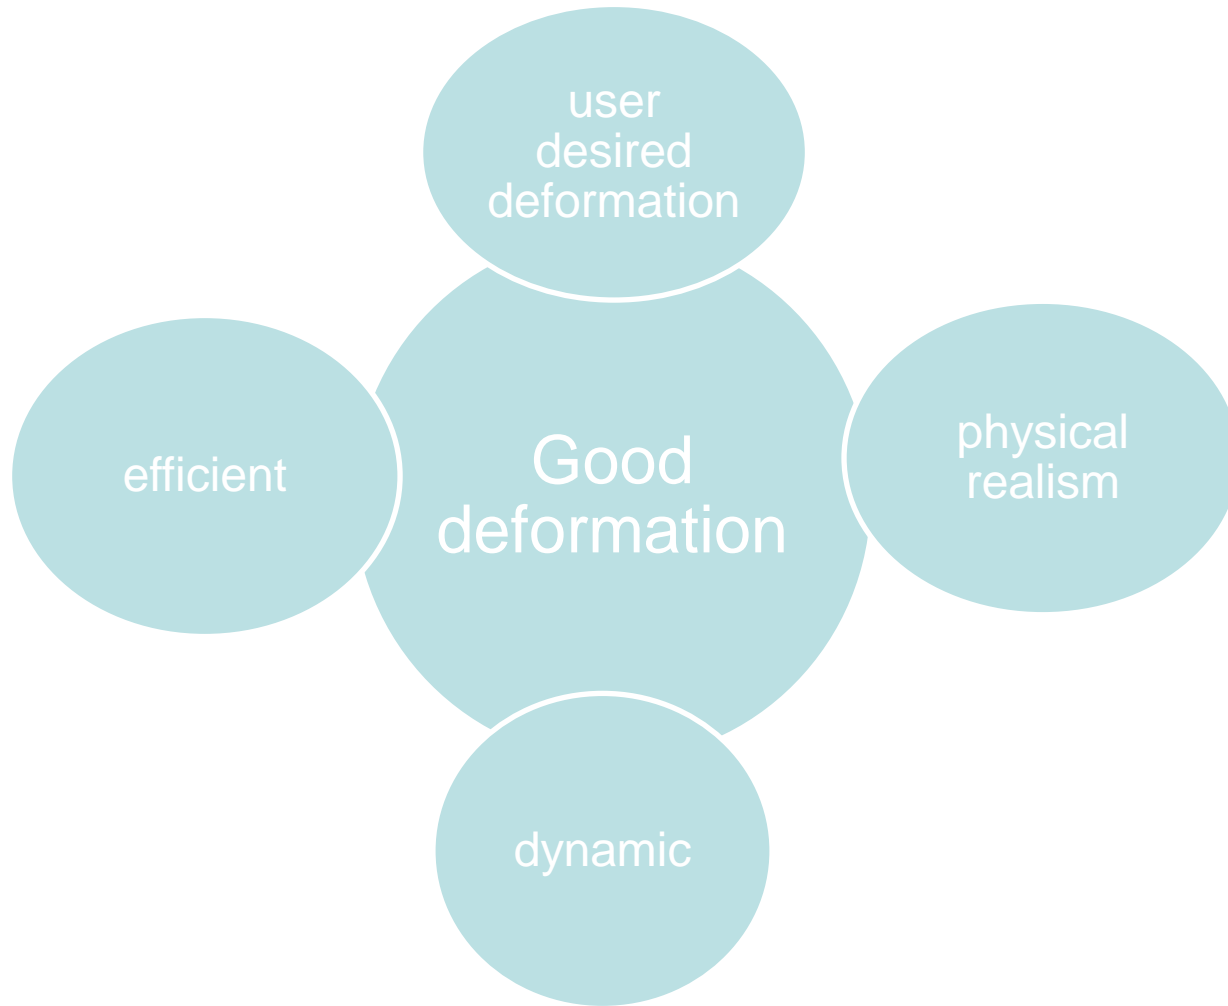 user
desired
deformation
efficient
Good
deformation
physical
realism
dynamic